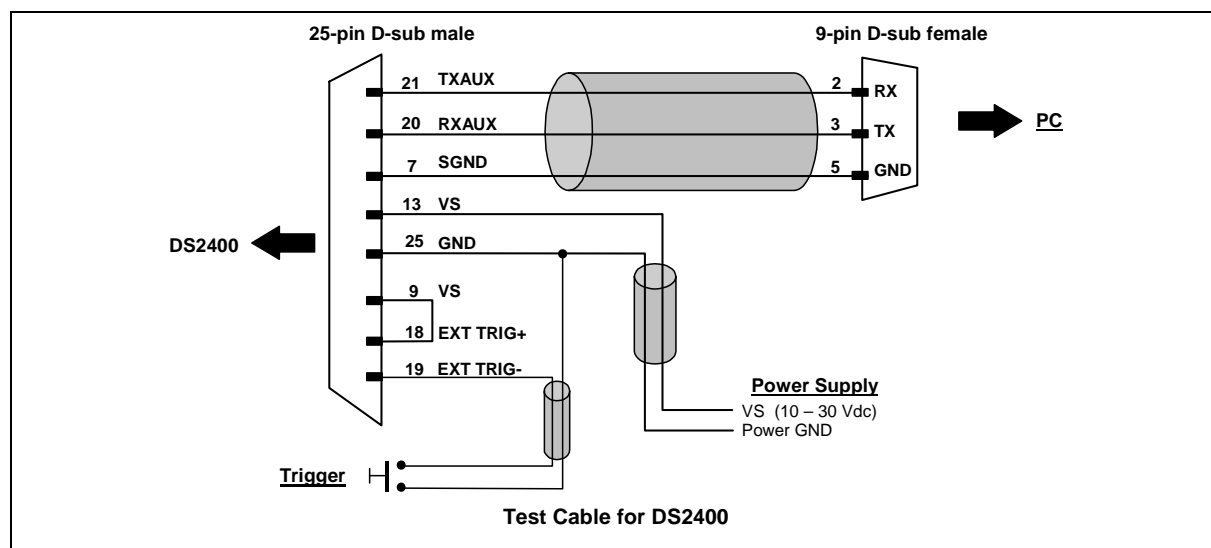 25-pin D-sub male 9-pin D-sub female
21 TXAUX 2 RX
20 RXAUX 3 TX
PC
7 SGND 5 GND
13 VS
DS2400
25 GND
9 VS
18 EXT TRIG+
19 EXT TRIG-
Power Supply
VS (10 – 30 Vdc)
Power GND
Trigger
Test Cable for DS2400